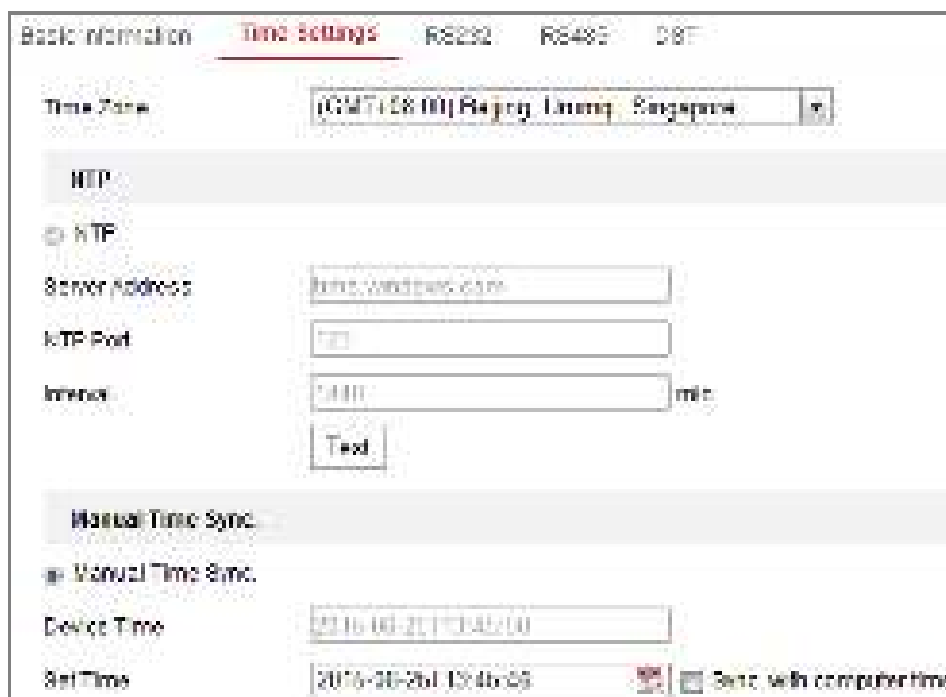 Basic Information Time Settings RS232 RS485 DST
Time Zone (GMT+08:00) Beijing, Urumqi, Singapore
NTP
NTP
Server Address time.windows.com
NTP Port
Interval min
Test
Manual Time Sync.
Manual Time Sync.
Device Time
Set Time Sync. with computer time